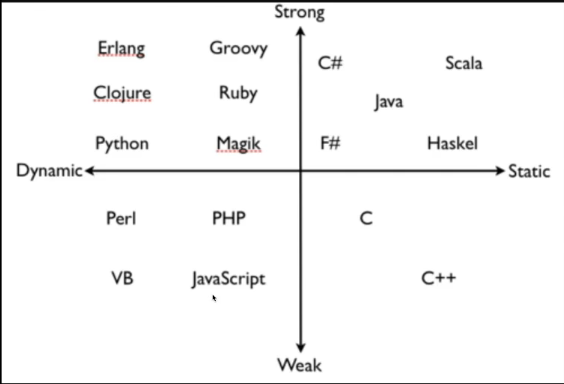 Strong
Erlang Groovy C# Scala
Clojure Ruby Java
Python Magik F# Haskel
Dynamic Static
Perl PHP C
VB JavaScript C++
Weak